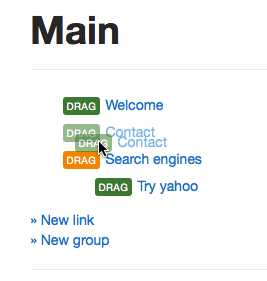 Main
DRAG Welcome
DRAG Contact
DRAG Contact
DRAG Search engines
DRAG Try yahoo
» New link
» New group